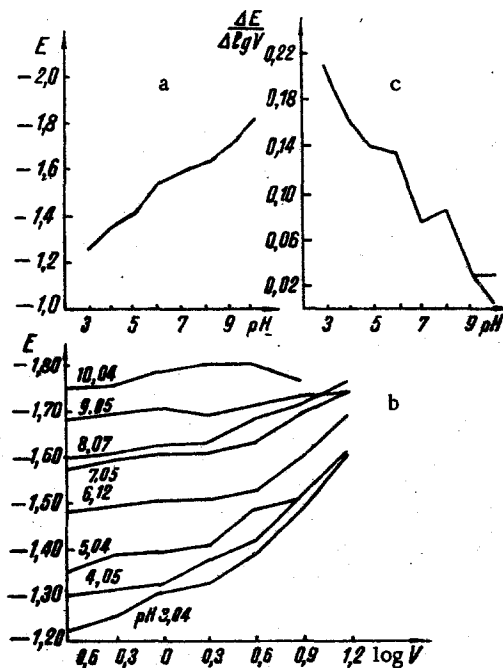 E
a
−2,0
−1,8
−1,6
−1,4
−1,2
−1,0
3 5 7 9 pH
ΔE
ΔlgV
c
0,22
0,18
0,14
0,10
0,06
0,02
3 5 7 9 pH
E
b
−1,80
−1,70
−1,60
−1,50
−1,40
−1,30
−1,20
10,04
9.05
8,07
7.05
6,12
5,04
4,05
pH 3,04
0,6 0,3 0 0,3 0,6 0,9 1,2 log V